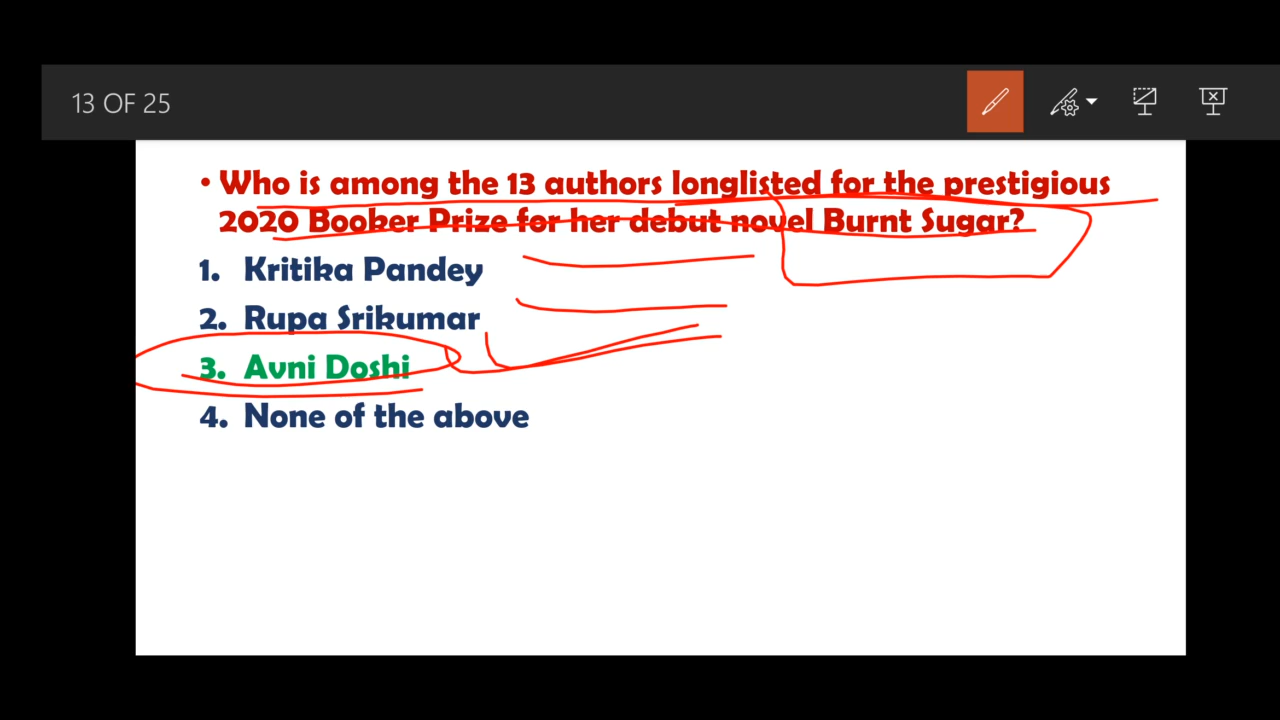 13 OF 25
• Who is among the 13 authors longlisted for the prestigious
2020 Booker Prize for her debut novel Burnt Sugar?
1. Kritika Pandey
2. Rupa Srikumar
3. Avni Doshi
4. None of the above